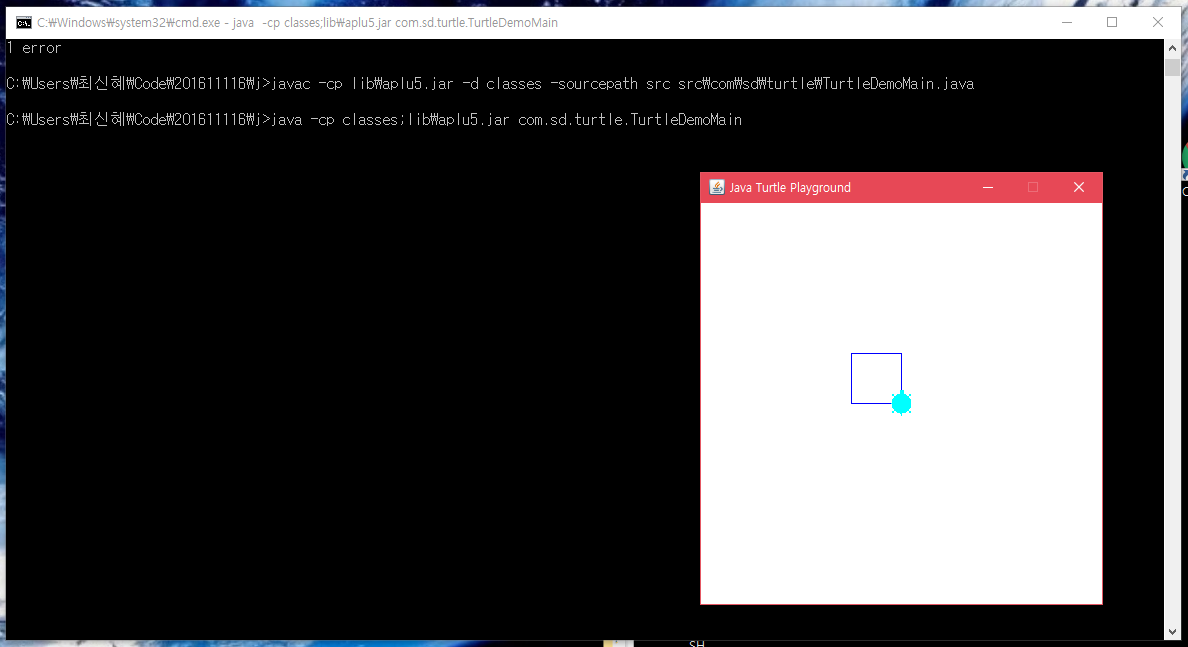 C:₩Windows₩system32₩cmd.exe - java  -cp classes;lib₩aplu5.jar com.sd.turtle.TurtleDemoMain
1 error
C:₩Users₩최신혜₩Code₩201611116₩j>javac -cp lib₩aplu5.jar -d classes -sourcepath src src₩com₩sd₩turtle₩TurtleDemoMain.java
C:₩Users₩최신혜₩Code₩201611116₩j>java -cp classes;lib₩aplu5.jar com.sd.turtle.TurtleDemoMain
Java Turtle Playground
SH